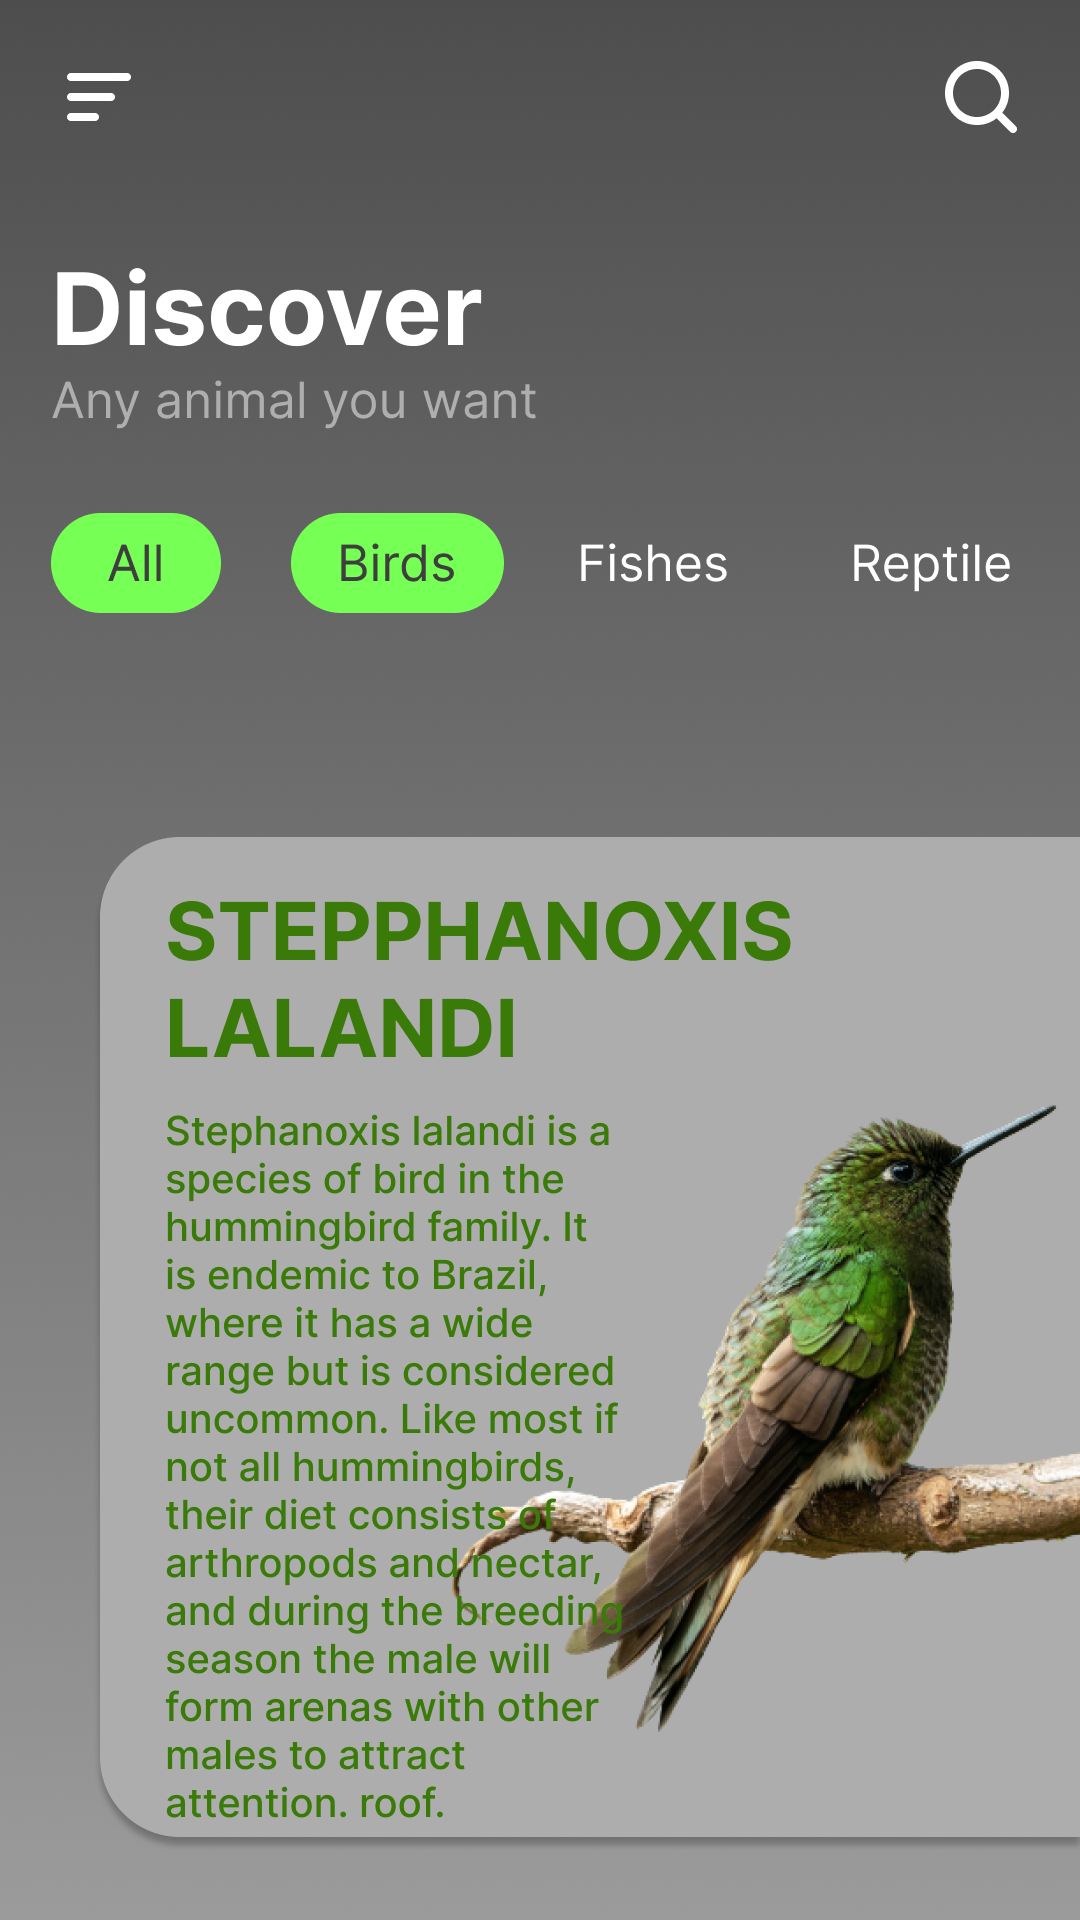 Discover
Any animal you want
All
Birds
Fishes
Reptile
STEPPHANOXIS
LALANDI
Stephanoxis lalandi is a
species of bird in the
hummingbird family. It
is endemic to Brazil,
where it has a wide
range but is considered
uncommon. Like most if
not all hummingbirds,
their diet consists of
arthropods and nectar,
and during the breeding
season the male will
form arenas with other
males to attract
attention. roof.